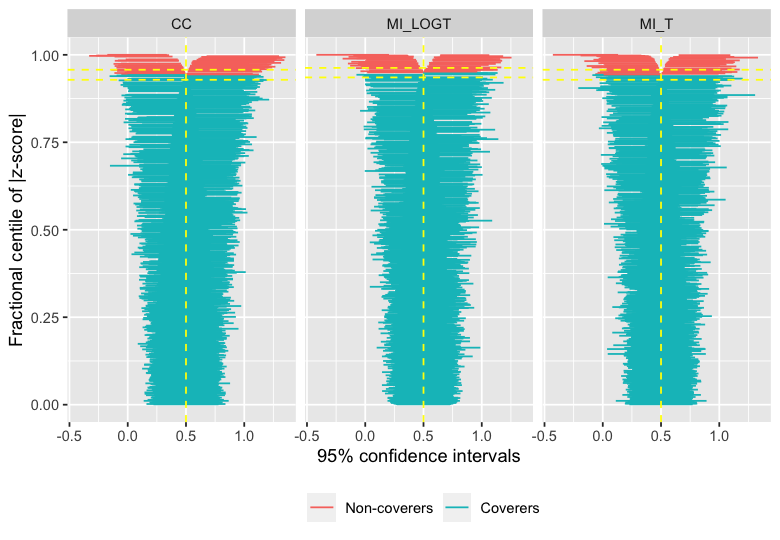 CC MI_LOGT MI_T
Fractional centile of |z-score|
1.00
0.75
0.50
0.25
0.00
-0.5 0.0 0.5 1.0 -0.5 0.0 0.5 1.0 -0.5 0.0 0.5 1.0
95% confidence intervals
Non-coverers Coverers